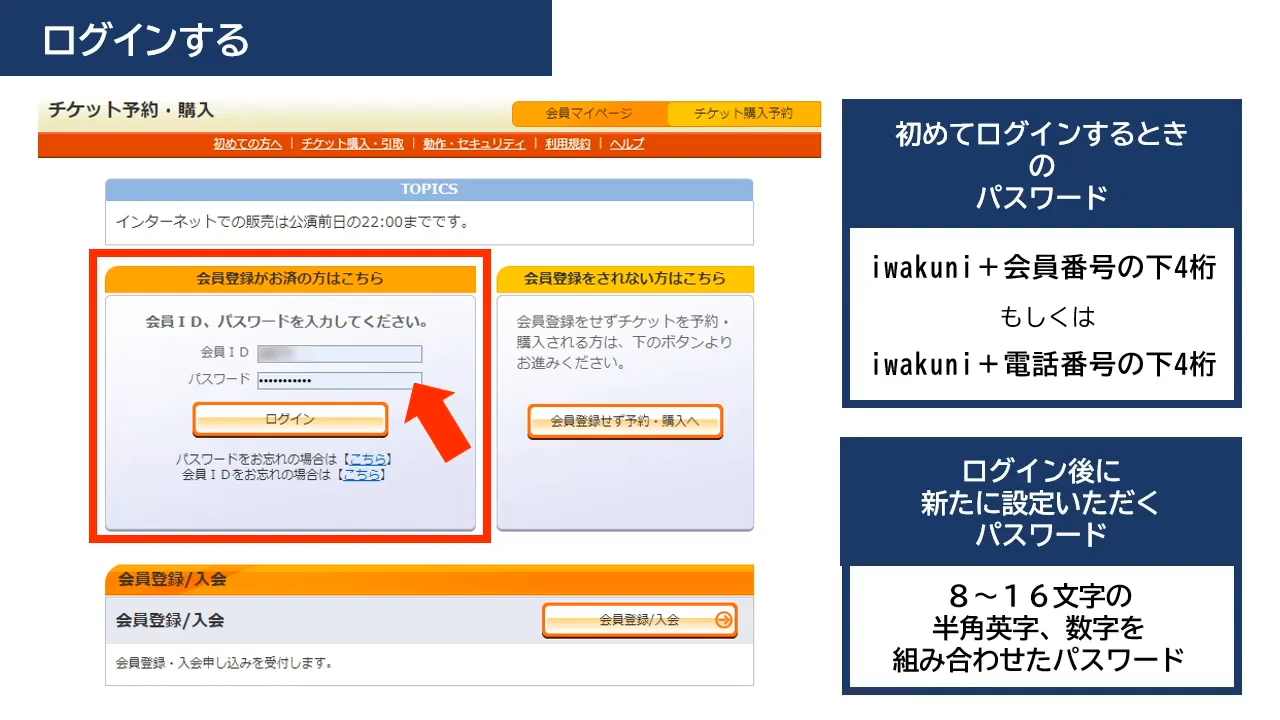 ログインする
チケット予約・購入
会員マイページ
チケット購入予約
初めての方へ | チケット購入・引取 | 動作・セキュリティ | 利用規約 | ヘルプ
TOPICS
インターネットでの販売は公演前日の22:00までです。
会員登録がお済の方はこちら
会員ＩＤ、パスワードを入力してください。
会員ＩＤ
パスワード •••••••••••
ログイン
パスワードをお忘れの場合は【こちら】
会員ＩＤをお忘れの場合は【こちら】
会員登録をされない方はこちら
会員登録をせずチケットを予約・
購入される方は、下のボタンより
お進みください。
会員登録せず予約・購入へ
会員登録/入会
会員登録/入会
会員登録/入会
会員登録・入会申し込みを受付します。
初めてログインするとき
の
パスワード
iwakuni＋会員番号の下4桁
もしくは
iwakuni＋電話番号の下4桁
ログイン後に
新たに設定いただく
パスワード
８～１６文字の
半角英字、数字を
組み合わせたパスワード